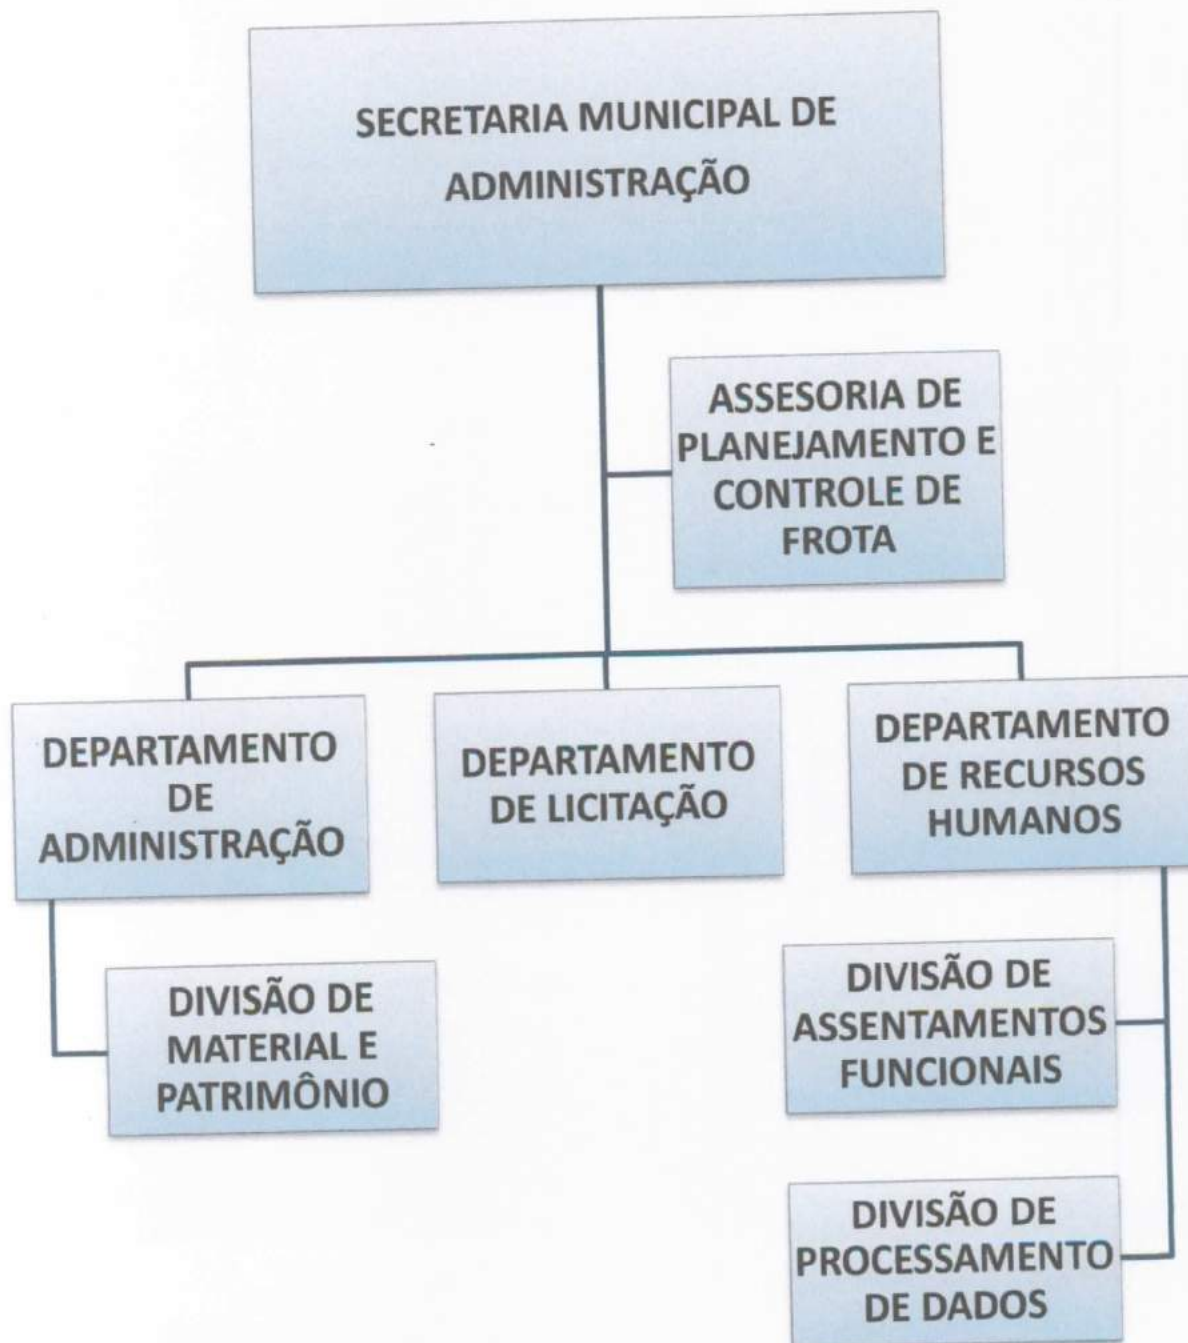 SECRETARIA MUNICIPAL DE
ADMINISTRAÇÃO
ASSESORIA DE
PLANEJAMENTO E
CONTROLE DE
FROTA
DEPARTAMENTO
DE
ADMINISTRAÇÃO
DEPARTAMENTO
DE LICITAÇÃO
DEPARTAMENTO
DE RECURSOS
HUMANOS
DIVISÃO DE
MATERIAL E
PATRIMÔNIO
DIVISÃO DE
ASSENTAMENTOS
FUNCIONAIS
DIVISÃO DE
PROCESSAMENTO
DE DADOS